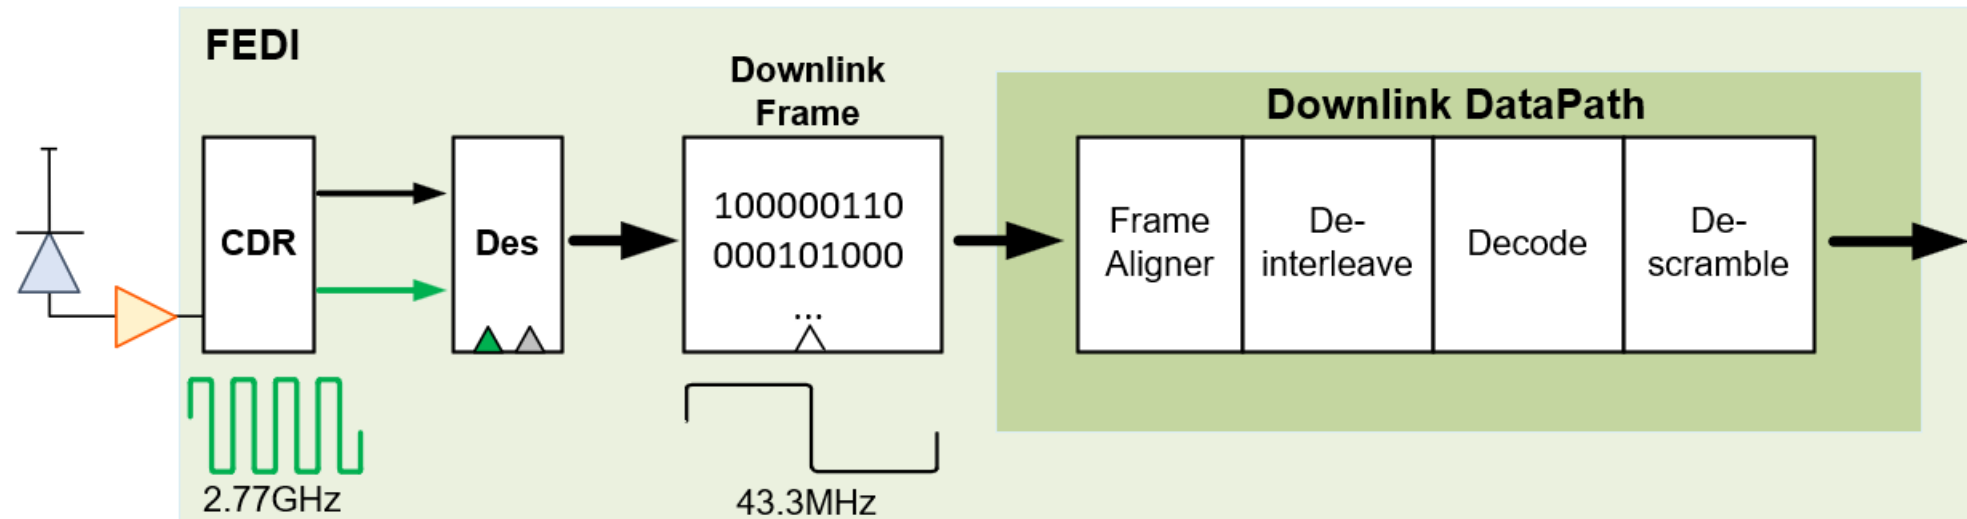 FEDI
Downlink
Frame
Downlink DataPath
CDR
Des
100000110
000101000
...
Frame
Aligner
De-
interleave
Decode
De-
scramble
2.77GHz
43.3MHz